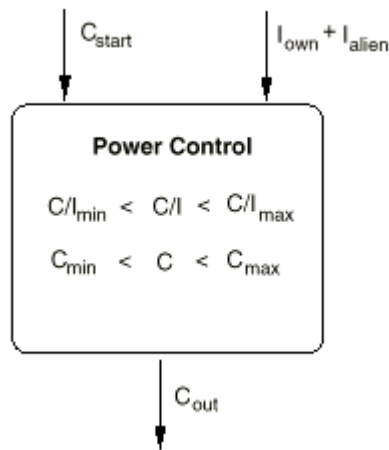 C_start I_own + I_alien
Power Control
C/I_min < C/I < C/I_max
C_min < C < C_max
C_out